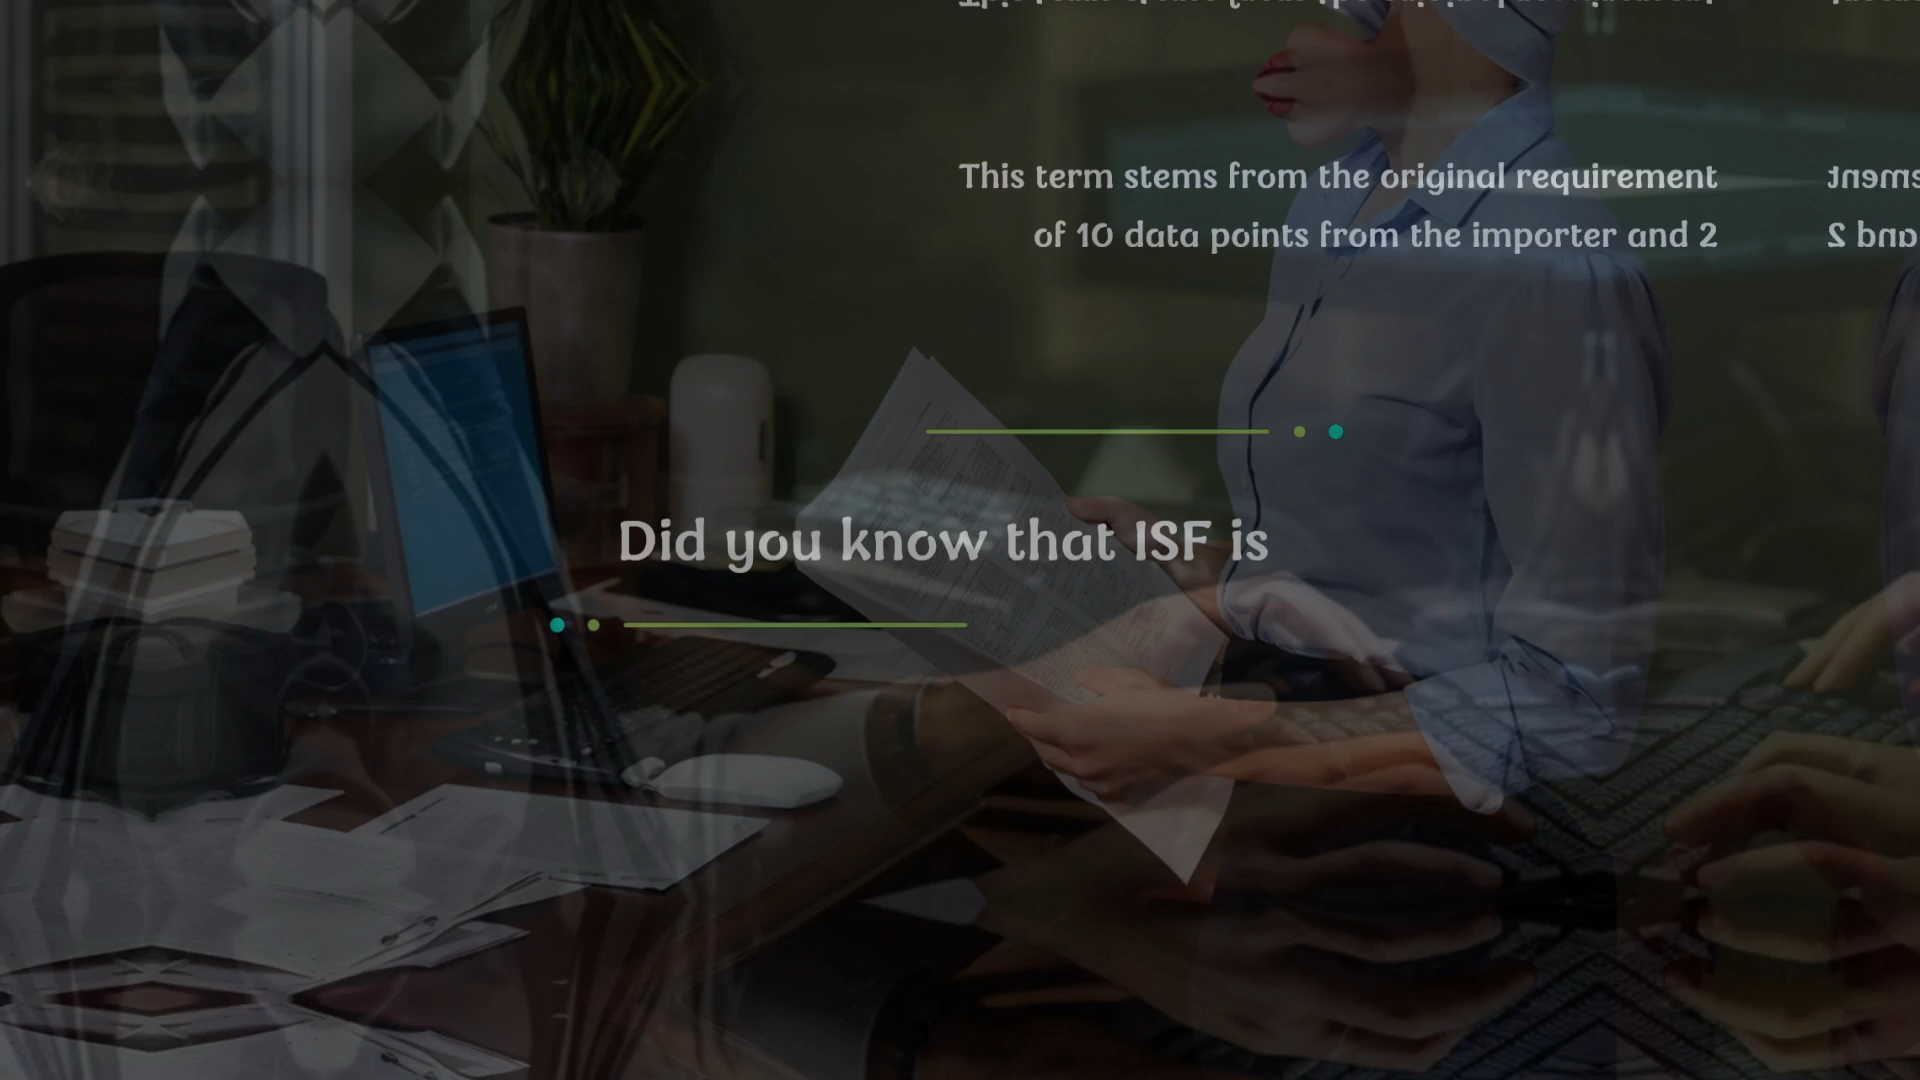 This term stems from the original requirement
of 10 data points from the importer and 2
Did you know that ISF is